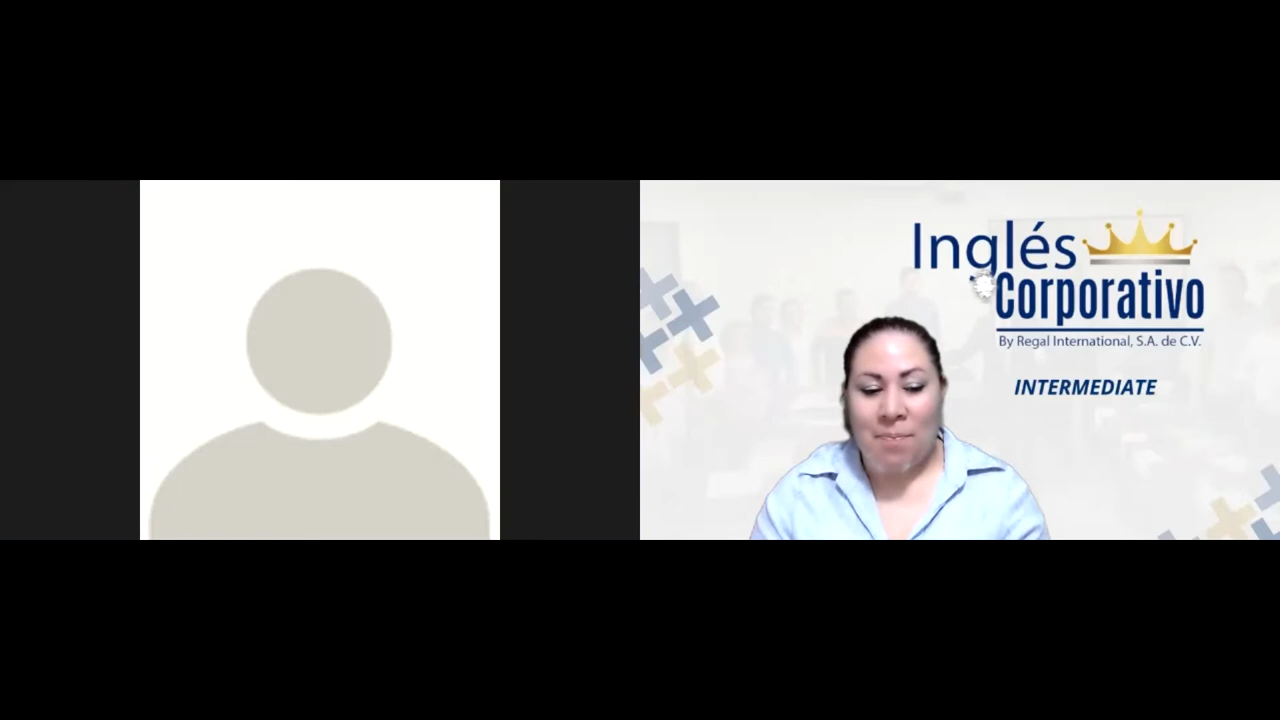 Inglés
Corporativo
By Regal International, S.A. de C.V.
INTERMEDIATE